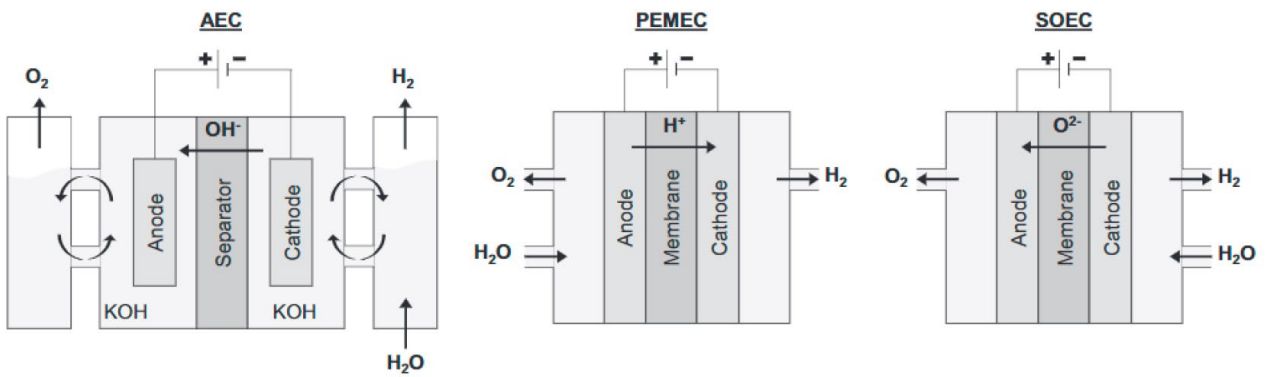 AEC
+ −
O₂
H₂
OH⁻
Anode
Separator
Cathode
KOH
KOH
H₂O
PEMEC
+ −
H⁺
O₂
H₂
Anode
Membrane
Cathode
H₂O
SOEC
+ −
O²⁻
O₂
H₂
Anode
Membrane
Cathode
H₂O